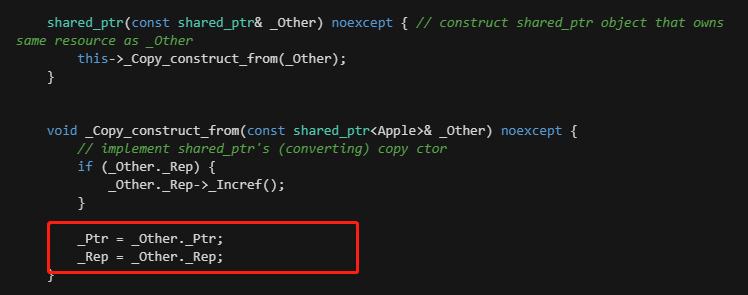 shared_ptr(const shared_ptr& _Other) noexcept { // construct shared_ptr object that owns
same resource as _Other
this->_Copy_construct_from(_Other);
}
void _Copy_construct_from(const shared_ptr<Apple>& _Other) noexcept {
// implement shared_ptr's (converting) copy ctor
if (_Other._Rep) {
_Other._Rep->_Incref();
}
_Ptr = _Other._Ptr;
_Rep = _Other._Rep;
}